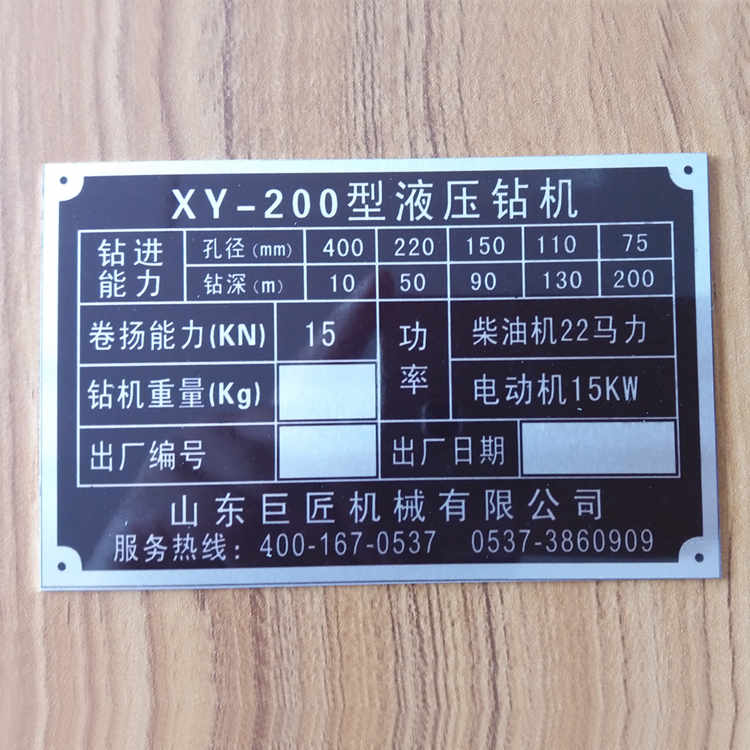 XY-200型液压钻机
钻进能力 孔径(mm) 400 220 150 110 75
钻深(m) 10 50 90 130 200
卷扬能力(KN) 15 功率 柴油机22马力
钻机重量(Kg) 电动机15KW
出厂编号 出厂日期
山东巨匠机械有限公司
服务热线：400-167-0537 0537-3860909